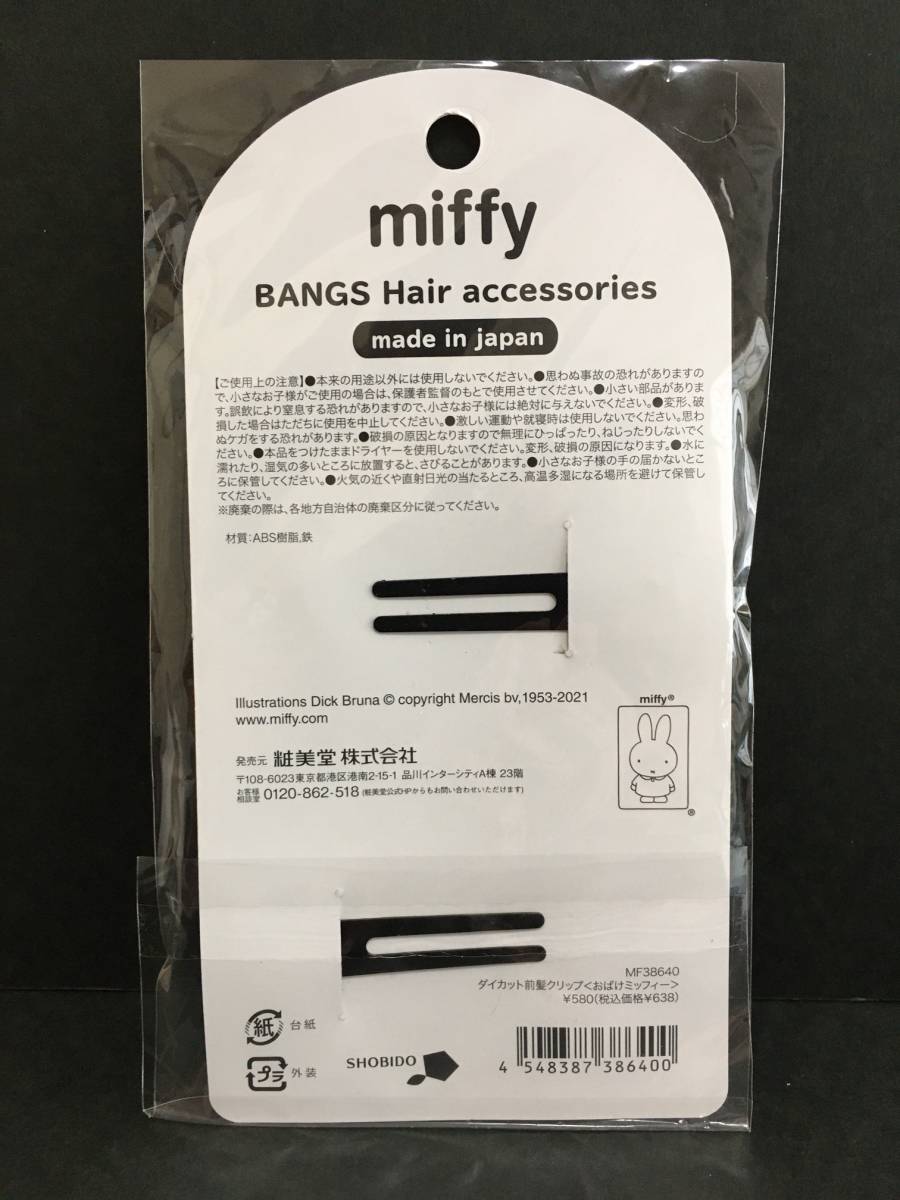 miffy
BANGS Hair accessories
made in japan
【ご使用上の注意】●本来の用途以外には使用しないでください。●思わぬ事故の恐れがありますの
で、小さなお子様がご使用の場合は、保護者監督のもとで使用させてください。●小さい部品がありま
す。誤飲により窒息する恐れがありますので、小さなお子様には絶対に与えないでください。●変形、破
損した場合はただちに使用を中止してください。●激しい運動や就寝時は使用しないでください。思わ
ぬケガをする恐れがあります。●破損の原因となりますので無理にひっぱったり、ねじったりしないでく
ださい。●本品をつけたままドライヤーを使用しないでください。変形、破損の原因になります。●水に
濡れたり、湿気の多いところに放置すると、さびることがあります。●小さなお子様の手の届かないとこ
ろに保管してください。●火気の近くや直射日光の当たるところ、高温多湿になる場所を避けて保管し
てください。
※廃棄の際は、各地方自治体の廃棄区分に従ってください。
材質:ABS樹脂,鉄
Illustrations Dick Bruna © copyright Mercis bv,1953-2021
www.miffy.com
miffy®
®
発売元 粧美堂 株式会社
〒108-6023東京都港区港南2-15-1 品川インターシティA棟 23階
お客様相談室 0120-862-518 (粧美堂公式HPからもお問い合わせいただけます)
MF38640
ダイカット前髪クリップ<おばけミッフィー>
¥580(税込価格¥638)
紙 台紙
プラ 外装
SHOBIDO
4 548387 386400